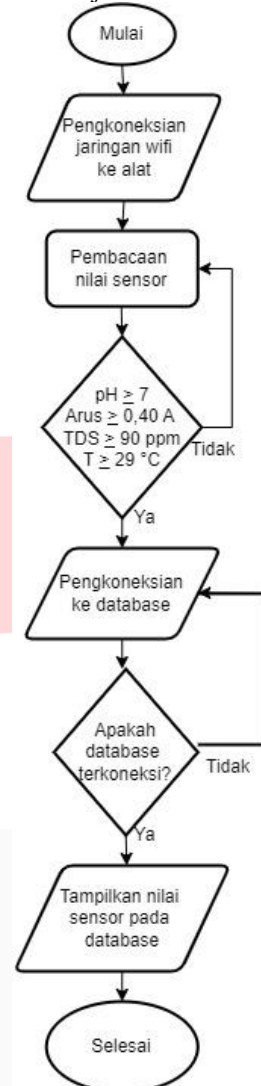 Mulai
Pengkoneksian
jaringan wifi
ke alat
Pembacaan
nilai sensor
pH ≥ 7
Arus ≥ 0,40 A
TDS ≥ 90 ppm
T ≥ 29 °C
Tidak
Ya
Pengkoneksian
ke database
Apakah
database
terkoneksi?
Tidak
Ya
Tampilkan nilai
sensor pada
database
Selesai